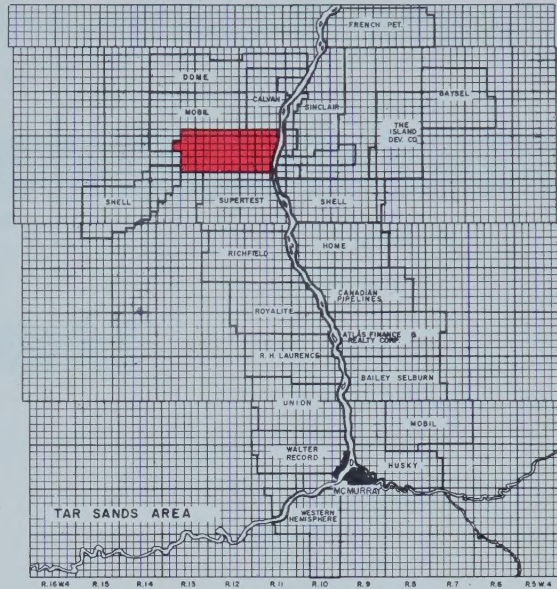 FRENCH PET.
DOME
CALVAN
SINCLAIR
BAYSEL
MOBIL
THE
ISLAND
DEV. CO.
SHELL
SUPERTEST
SHELL
RICHFIELD
HOME
CANADIAN
PIPELINES
ROYALITE
ATLAS FINANCE &
REALTY CORP.
R. H. LAURENCE
BAILEY SELBURN
UNION
MOBIL
WALTER
RECORD
HUSKY
MCMURRAY
TAR SANDS AREA
WESTERN
HEMISPHERE
R.16 W.4 R.15 R.14 R.13 R.12 R.11 R.10 R.9 R.8 R.7 R.6 R.5 W.4